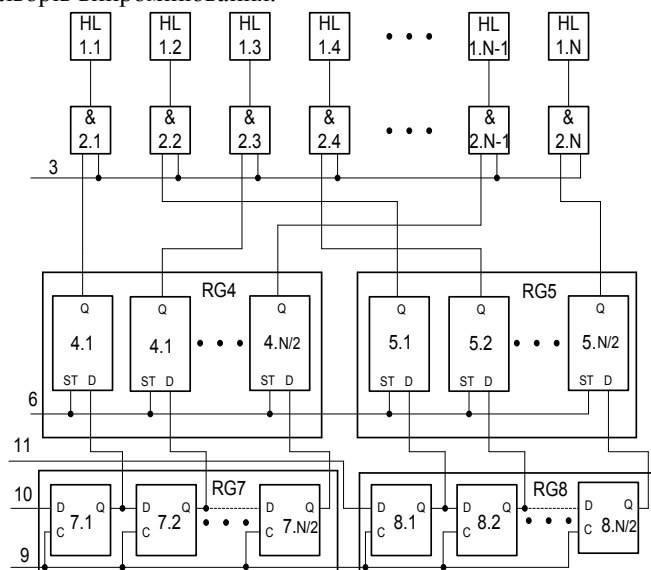 HL HL HL HL HL HL
1.1 1.2 1.3 1.4 1.N-1 1.N
& & & & & &
2.1 2.2 2.3 2.4 2.N-1 2.N
3
RG4 RG5
Q Q Q Q Q Q
4.1 4.1 4.N/2 5.1 5.2 5.N/2
ST D ST D ST D ST D ST D ST D
6
11
RG7 RG8
10
D Q D Q D Q D Q D Q D Q
7.1 7.2 7.N/2 8.1 8.2 8.N/2
C C C C C C
9